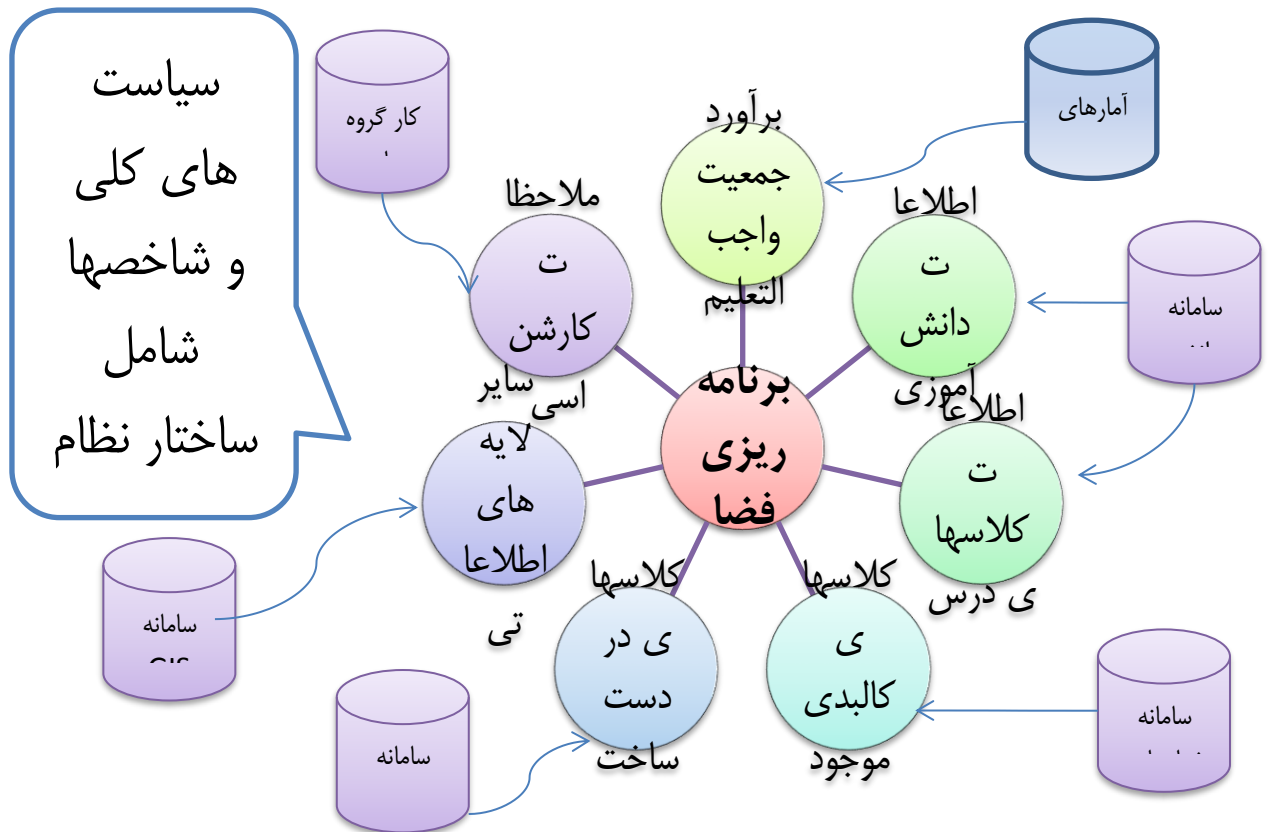 سیاست
های کلی
و شاخصها
شامل
ساختار نظام
کار گروه
آمارهای
برآورد
جمعیت
واجب
التعلیم
اطلاعا
ت
دانش
آموزی
سامانه
اطلاعا
ت
کلاسها
ی درس
کلاسها
ی
کالبدی
موجود
سامانه
کلاسها
ی در
دست
ساخت
سامانه
سایر
لایه
های
اطلاعا
تی
سامانه
GIS
ملاحظا
ت
کارشن
اسی
برنامه
ریزی
فضا